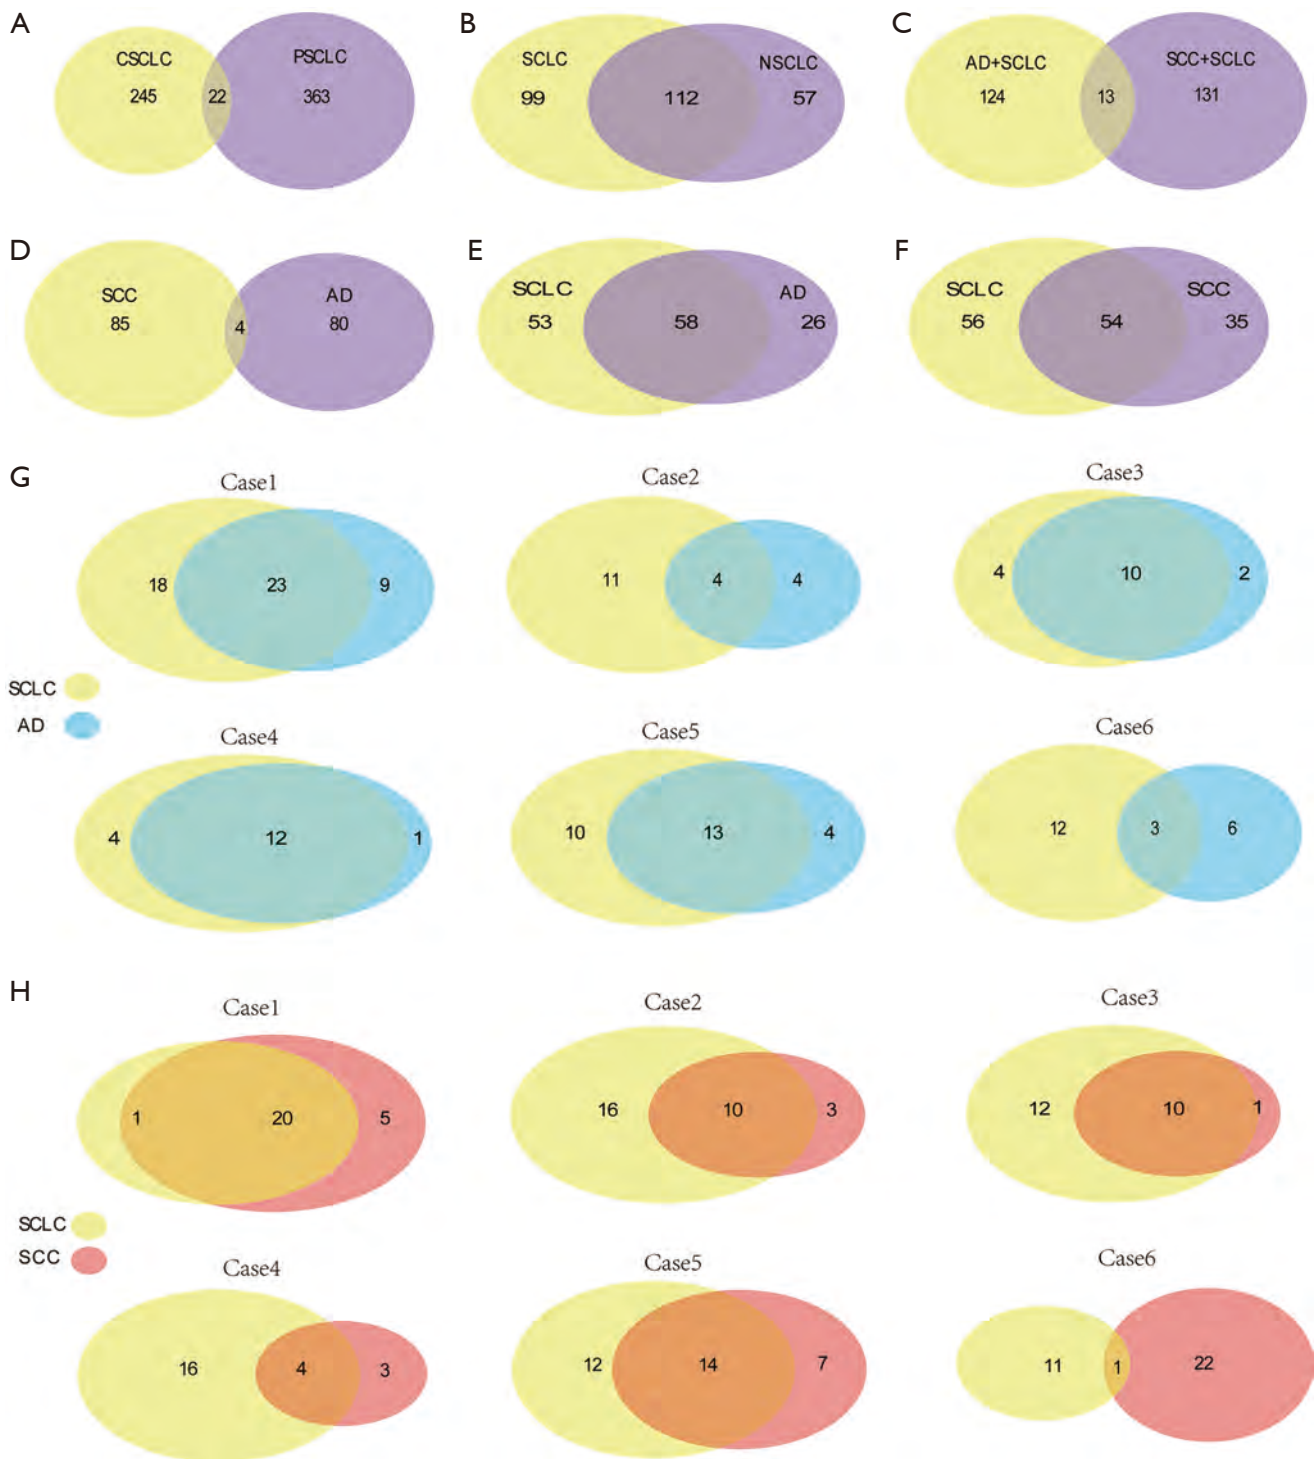 A
CSCLC
PSCLC
245
22
363
B
SCLC
NSCLC
99
112
57
C
AD+SCLC
SCC+SCLC
124
13
131
D
SCC
AD
85
4
80
E
SCLC
AD
53
58
26
F
SCLC
SCC
56
54
35
G
Case1
18
23
9
Case2
11
4
4
Case3
4
10
2
SCLC
AD
Case4
4
12
1
Case5
10
13
4
Case6
12
3
6
H
Case1
1
20
5
Case2
16
10
3
Case3
12
10
1
SCLC
SCC
Case4
16
4
3
Case5
12
14
7
Case6
11
1
22